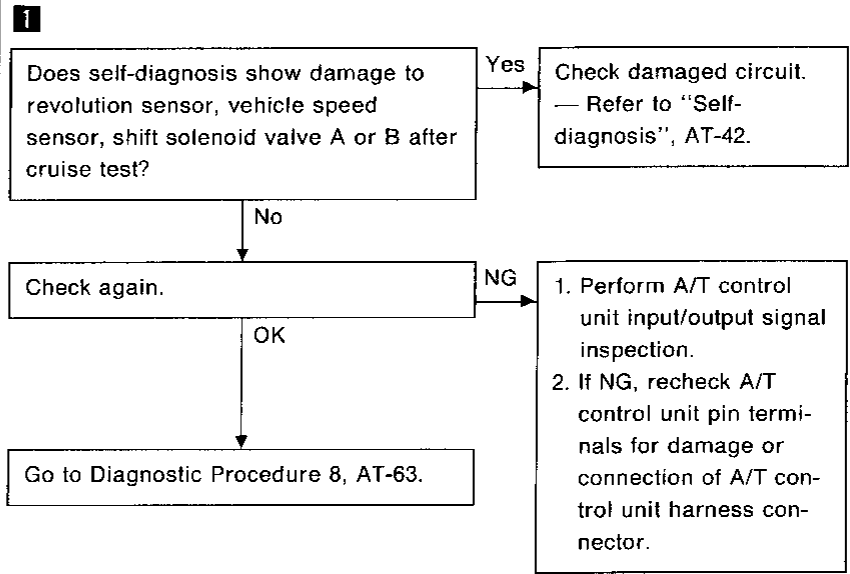 1
Does self-diagnosis show damage to
revolution sensor, vehicle speed
sensor, shift solenoid valve A or B after
cruise test?
Yes
Check damaged circuit.
— Refer to “Self-
diagnosis”, AT-42.
No
Check again.
NG
1. Perform A/T control
unit input/output signal
inspection.
2. If NG, recheck A/T
control unit pin termi-
nals for damage or
connection of A/T con-
trol unit harness con-
nector.
OK
Go to Diagnostic Procedure 8, AT-63.